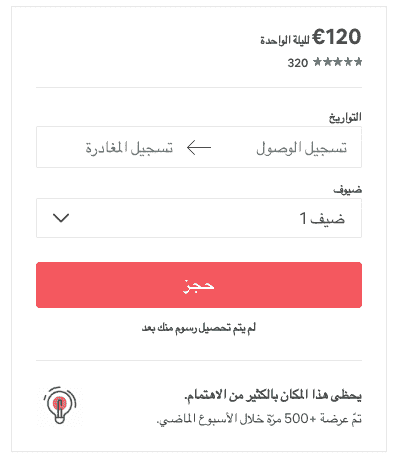 €120 لليلة الواحدة
320
التواريخ
تسجيل الوصول
تسجيل المغادرة
ضيوف
ضيف 1
حجز
لم يتم تحصيل رسوم منك بعد
يحظى هذا المكان بالكثير من الاهتمام.
تمّ عرضة +500 مرّة خلال الأسبوع الماضي.